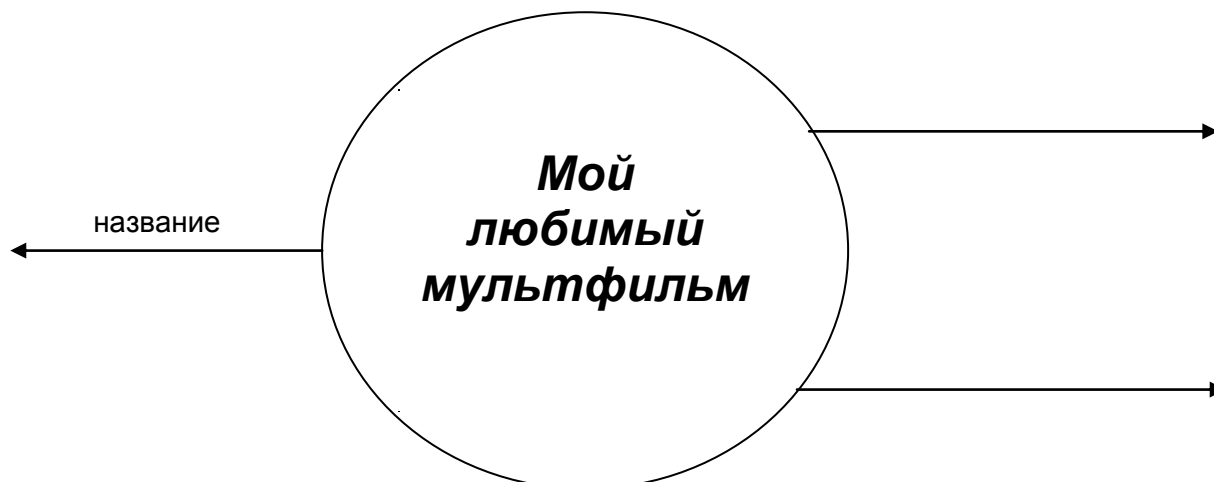 название
Мой
любимый
мультфильм